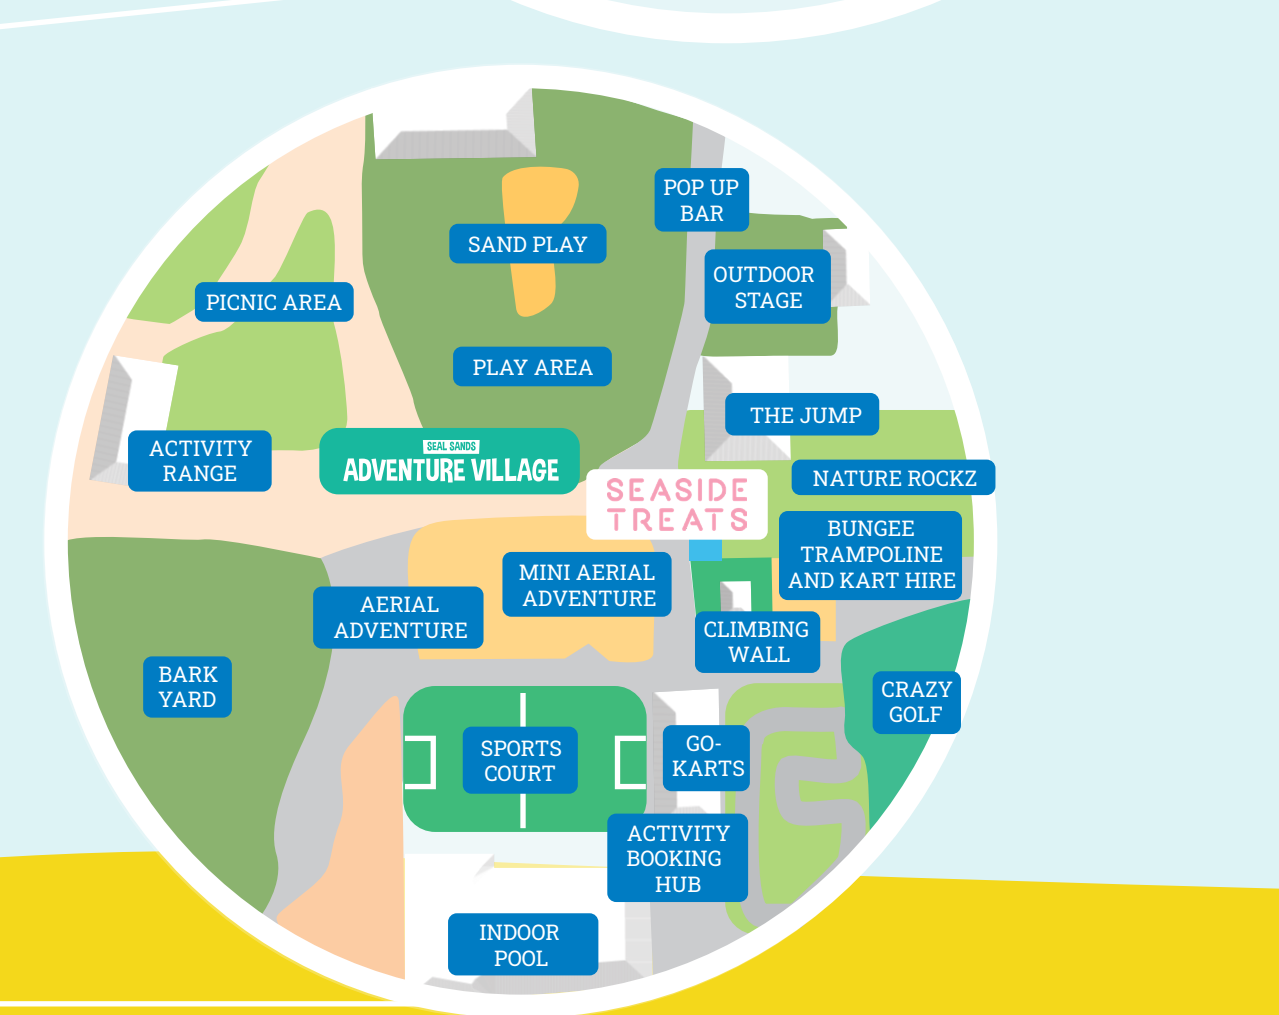 POP UP
BAR
SAND PLAY
OUTDOOR
STAGE
PICNIC AREA
PLAY AREA
THE JUMP
ACTIVITY
RANGE
SEAL SANDS
ADVENTURE VILLAGE
NATURE ROCKZ
SEASIDE
TREATS
BUNGEE
TRAMPOLINE
AND KART HIRE
MINI AERIAL
ADVENTURE
AERIAL
ADVENTURE
CLIMBING
WALL
BARK
YARD
CRAZY
GOLF
SPORTS
COURT
GO-
KARTS
ACTIVITY
BOOKING
HUB
INDOOR
POOL